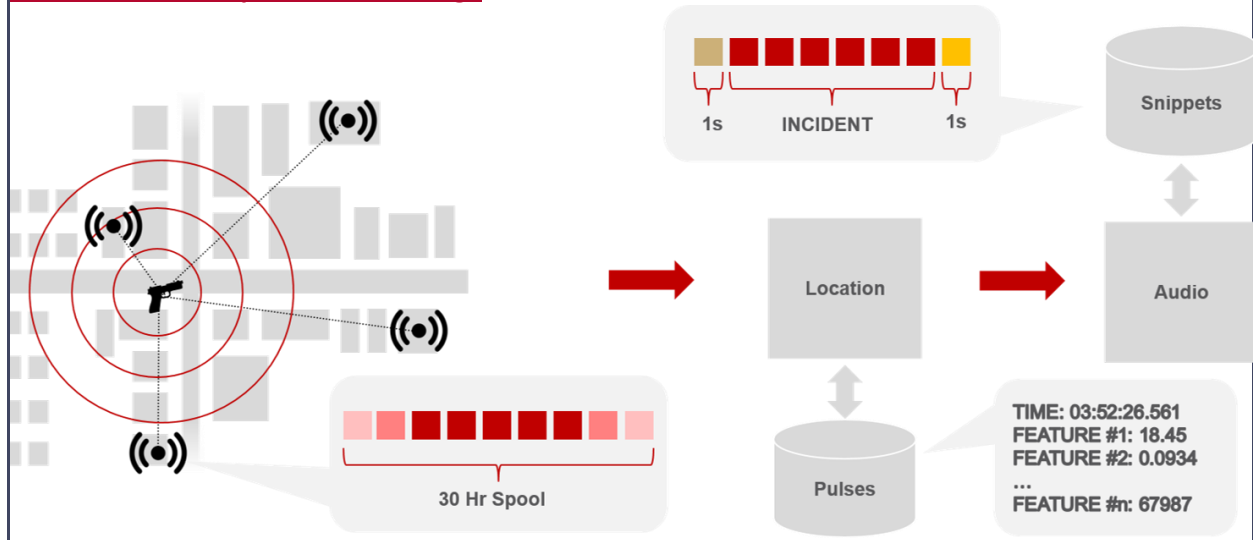 1s
INCIDENT
1s
Snippets
Location
Audio
30 Hr Spool
Pulses
TIME: 03:52:26.561
FEATURE #1: 18.45
FEATURE #2: 0.0934
...
FEATURE #n: 67987